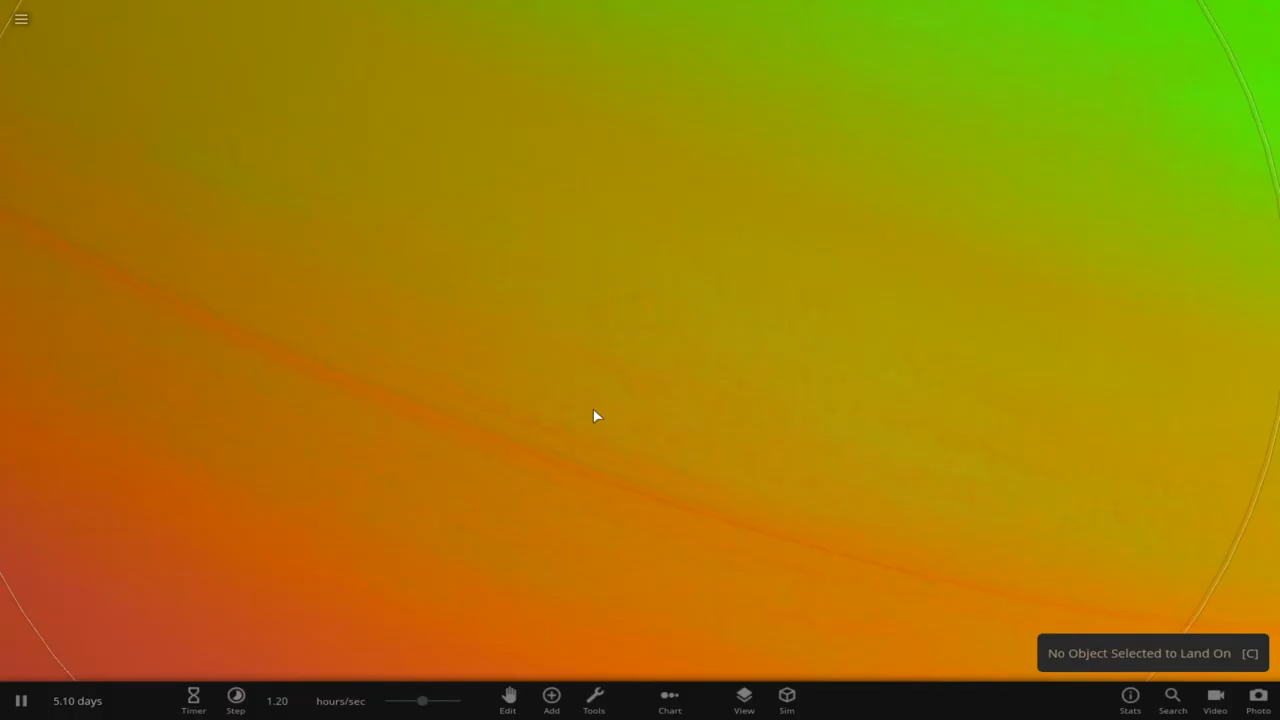 No Object Selected to Land On [C]
5.10 days
Timer
Step
1.20 hours/sec
Edit
Add
Tools
Chart
View
Sim
Stats
Search
Video
Photo